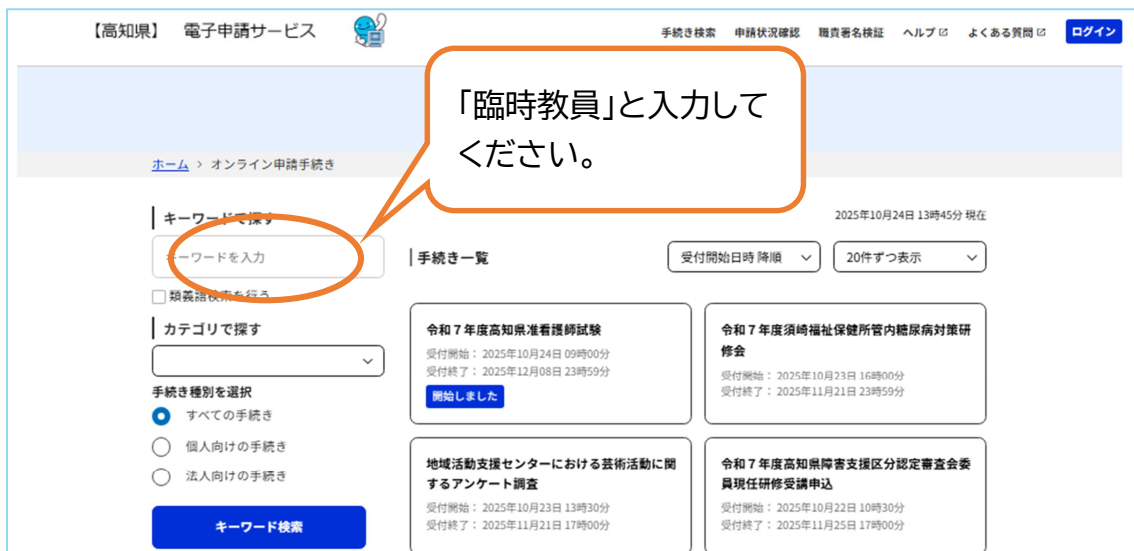 【高知県】 電子申請サービス
手続き検索 申請状況確認 職責署名検証 ヘルプ よくある質問 ログイン
「臨時教員」と入力して
ください。
ホーム > オンライン申請手続き
2025年10月24日 13時45分 現在
キーワードで探す
キーワードを入力
類義語検索を行う
カテゴリで探す
手続き種別を選択
すべての手続き
個人向けの手続き
法人向けの手続き
キーワード検索
手続き一覧
受付開始日時 降順
20件ずつ表示
令和７年度高知県准看護師試験
受付開始： 2025年10月24日 09時00分
受付終了： 2025年12月08日 23時59分
開始しました
令和７年度須崎福祉保健所管内糖尿病対策研
修会
受付開始： 2025年10月23日 16時00分
受付終了： 2025年11月21日 23時59分
地域活動支援センターにおける芸術活動に関
するアンケート調査
受付開始： 2025年10月23日 13時30分
受付終了： 2025年11月21日 17時00分
令和７年度高知県障害支援区分認定審査会委
員現任研修受講申込
受付開始： 2025年10月22日 10時30分
受付終了： 2025年11月25日 17時00分